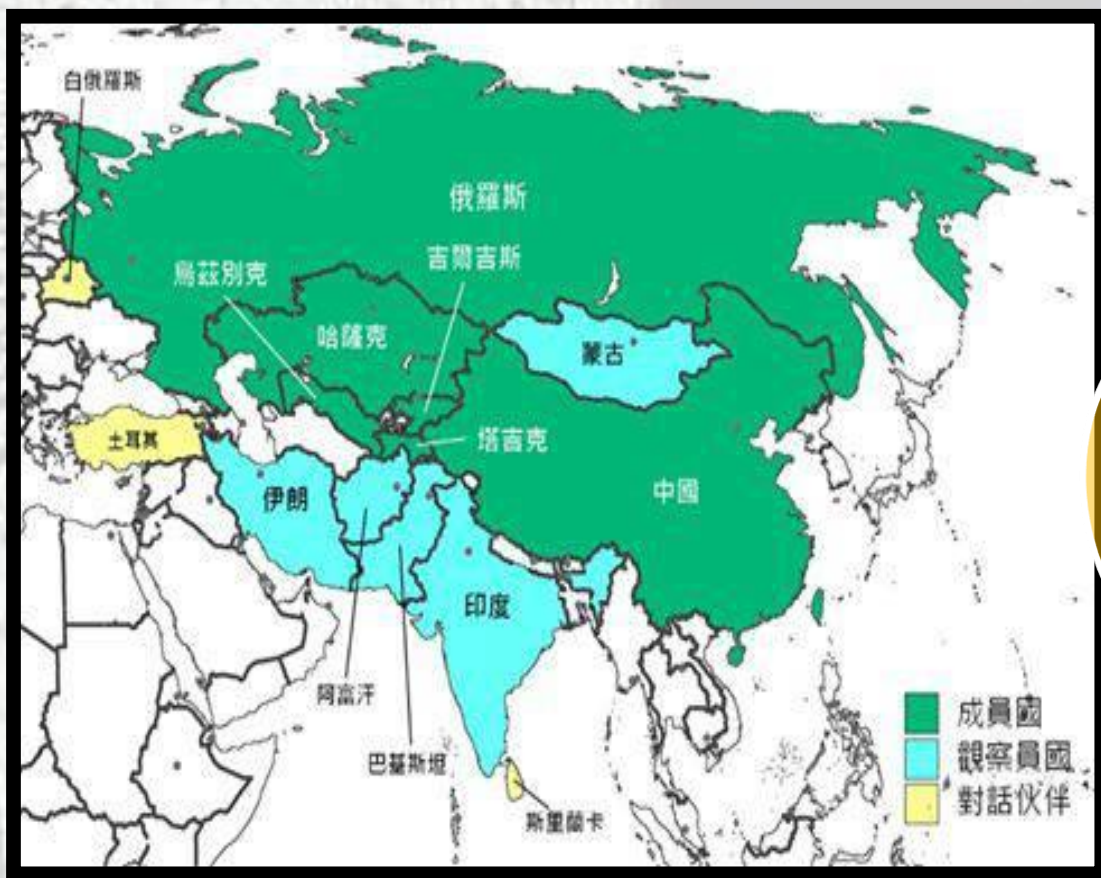 白俄羅斯
俄羅斯
吉爾吉斯
烏茲別克
哈薩克
蒙古
土耳其
塔吉克
伊朗
中國
印度
阿富汗
巴基斯坦
斯里蘭卡
成員國
觀察員國
對話伙伴